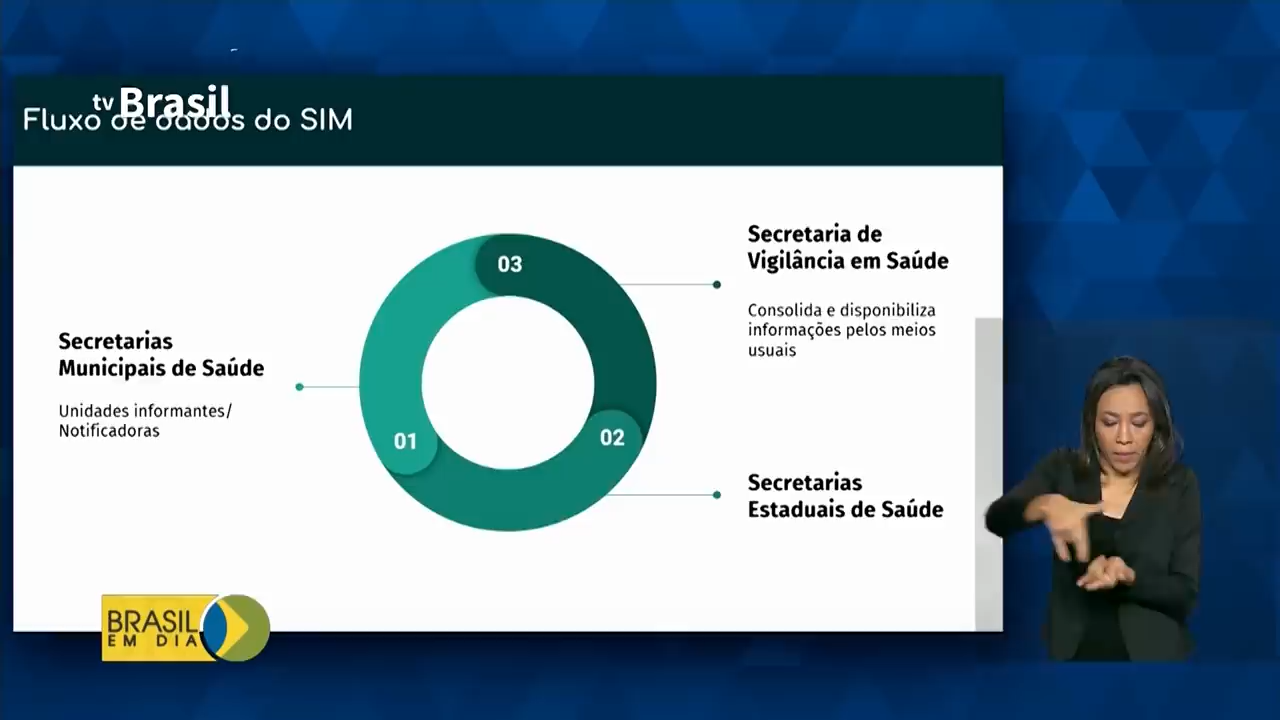 tv Brasil
Fluxo de dados do SIM
03
Secretaria de
Vigilância em Saúde
Consolida e disponibiliza
informações pelos meios
usuais
Secretarias
Municipais de Saúde
Unidades informantes/
Notificadoras
01
02
Secretarias
Estaduais de Saúde
BRASIL
EM DIA